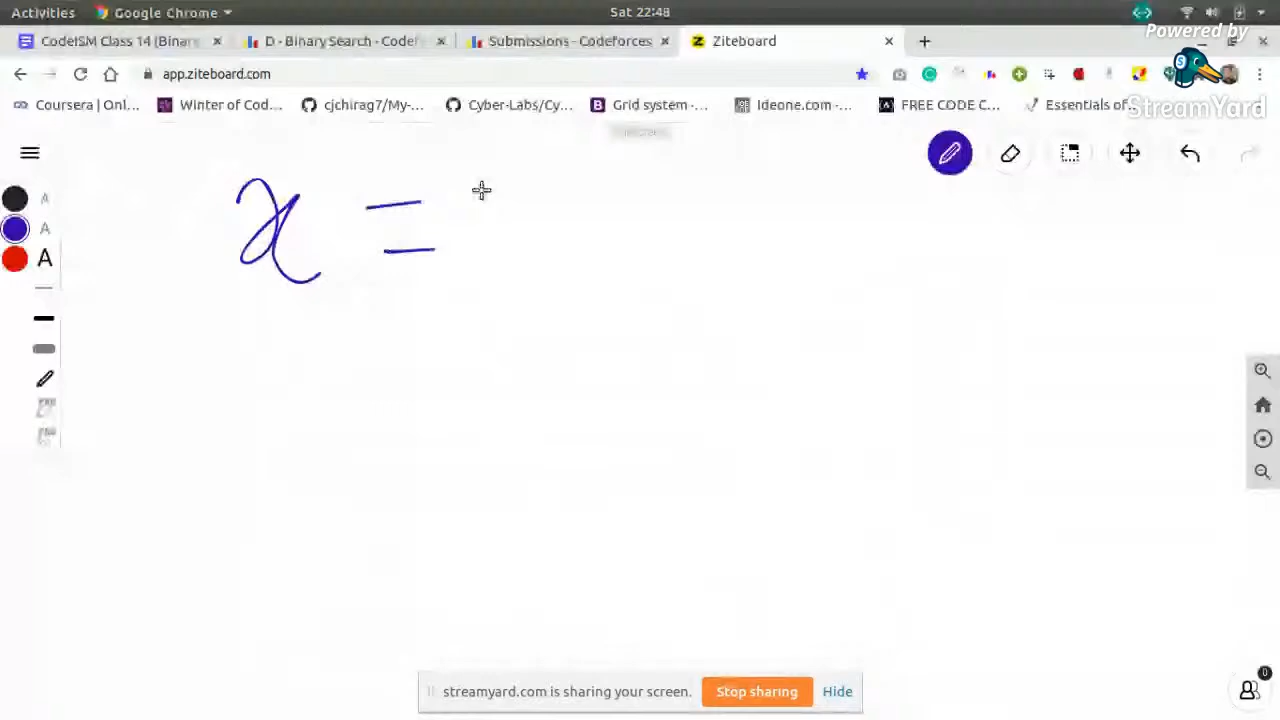 Activities Google Chrome Sat 22:48
Powered by
StreamYard
CodeISM Class 14 (Binar
D - Binary Search - Codef
Submissions - Codeforces
Ziteboard
app.ziteboard.com
Coursera | Onl...
Winter of Cod...
cjchirag7/My-...
Cyber-Labs/Cy...
Grid system -...
Ideone.com -...
FREE CODE C...
Essentials of
A
A
A
x =
streamyard.com is sharing your screen.
Stop sharing
Hide
0